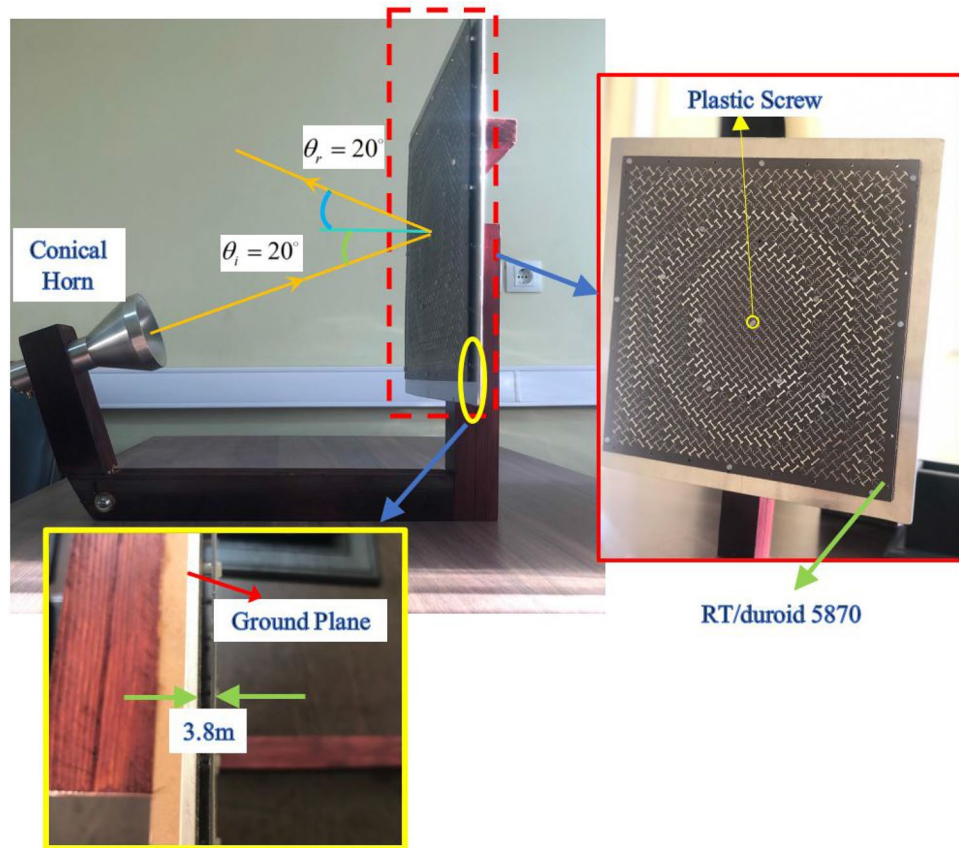 Plastic Screw
θr = 20°
Conical
Horn
θi = 20°
RT/duroid 5870
Ground Plane
3.8m